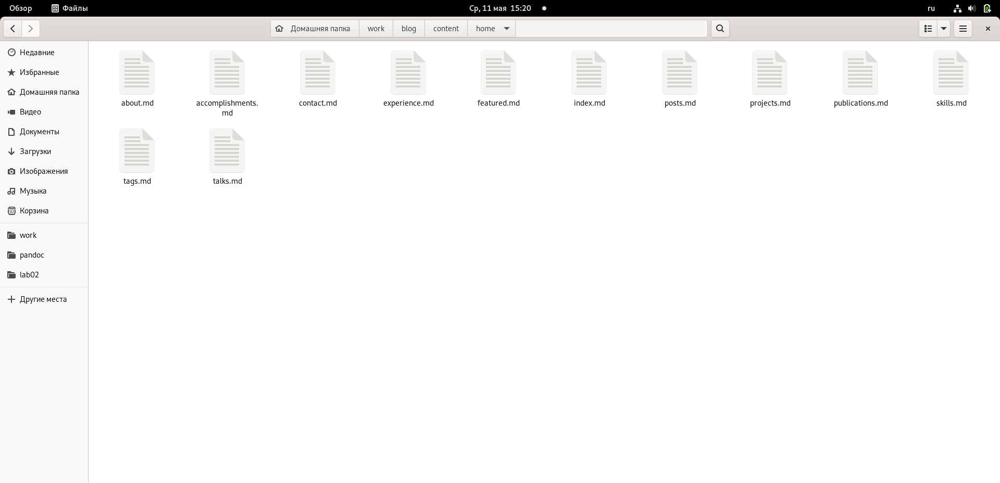 Обзор
Файлы
Ср, 11 мая 15:20
ru
Домашняя папка
work
blog
content
home
Недавние
Избранные
Домашняя папка
Видео
Документы
Загрузки
Изображения
Музыка
Корзина
work
pandoc
lab02
Другие места
about.md
accomplishments.
md
contact.md
experience.md
featured.md
index.md
posts.md
projects.md
publications.md
skills.md
tags.md
talks.md